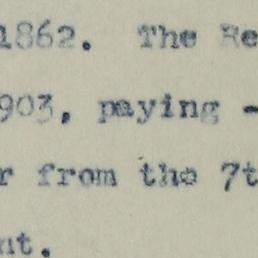 1862. The Re
903, paying -
r from the 7t
nt.